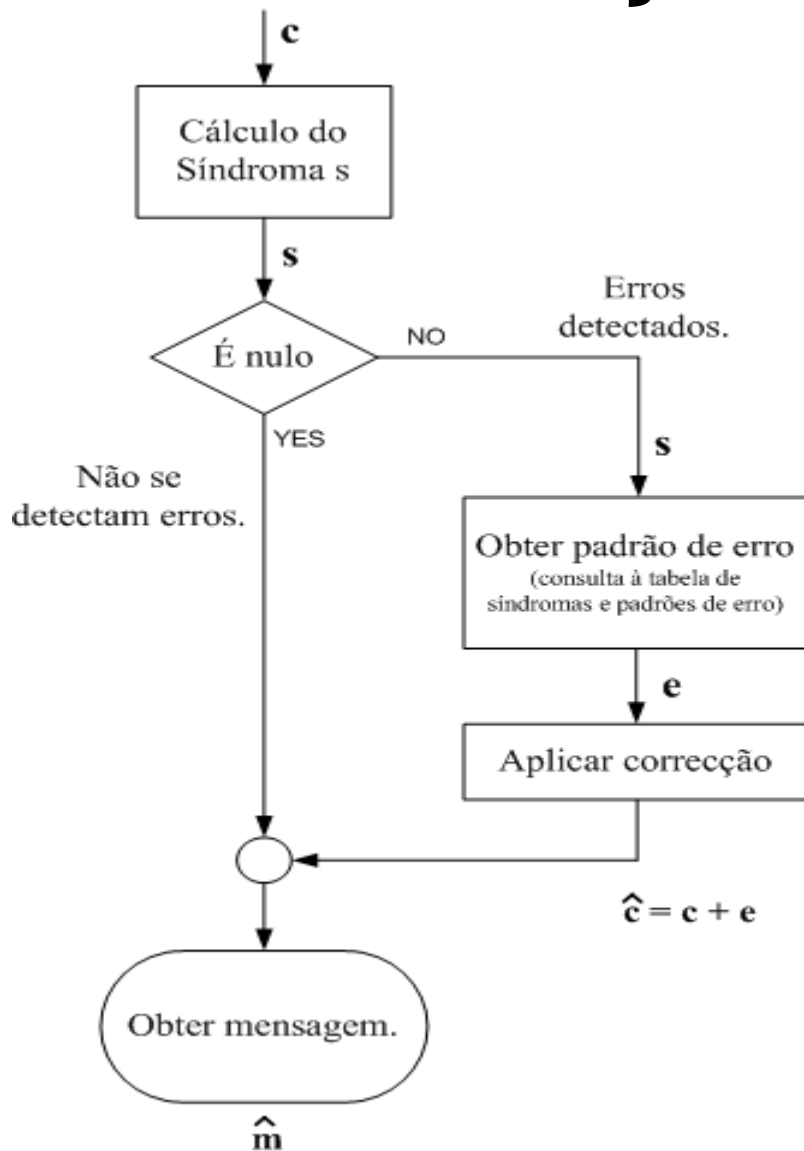 c
Cálculo do
Síndroma s
s
É nulo
NO
Erros
detectados.
YES
Não se
detectam erros.
s
Obter padrão de erro
(consulta à tabela de
síndromas e padrões de erro)
e
Aplicar correcção
ĉ = c + e
Obter mensagem.
m̂